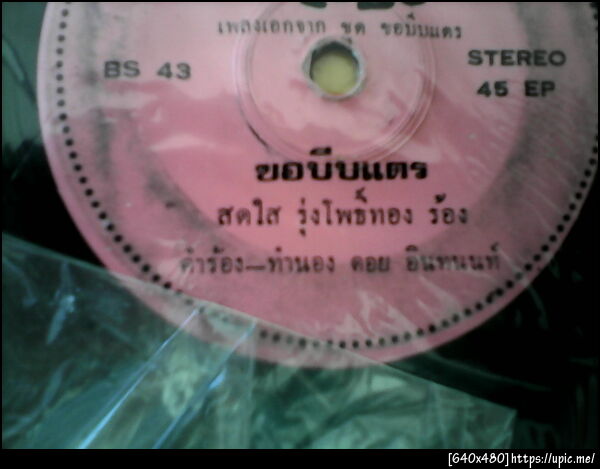 เพลงเอกจาก ชุด ขอบีบแตร
BS 43
STEREO
45 EP
ขอบีบแตร
สดใส รุ่งโพธิ์ทอง ร้อง
คำร้อง—ทำนอง ดอย อินทนนท์
[640x480]https://upic.me/